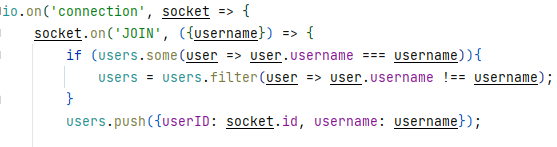 io.on('connection', socket => {
socket.on('JOIN', ({username}) => {
if (users.some(user => user.username === username)){
users = users.filter(user => user.username !== username);
}
users.push({userID: socket.id, username: username});